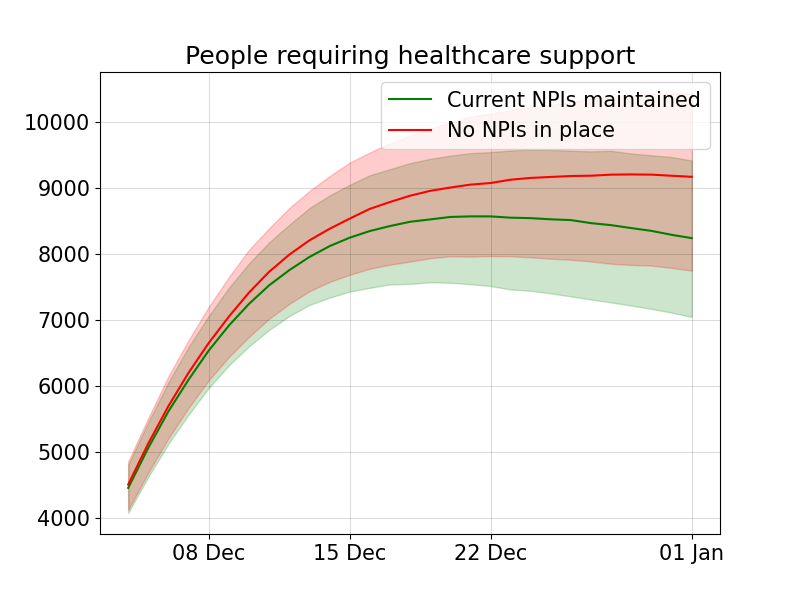 People requiring healthcare support
Current NPIs maintained
No NPIs in place
10000
9000
8000
7000
6000
5000
4000
08 Dec
15 Dec
22 Dec
01 Jan